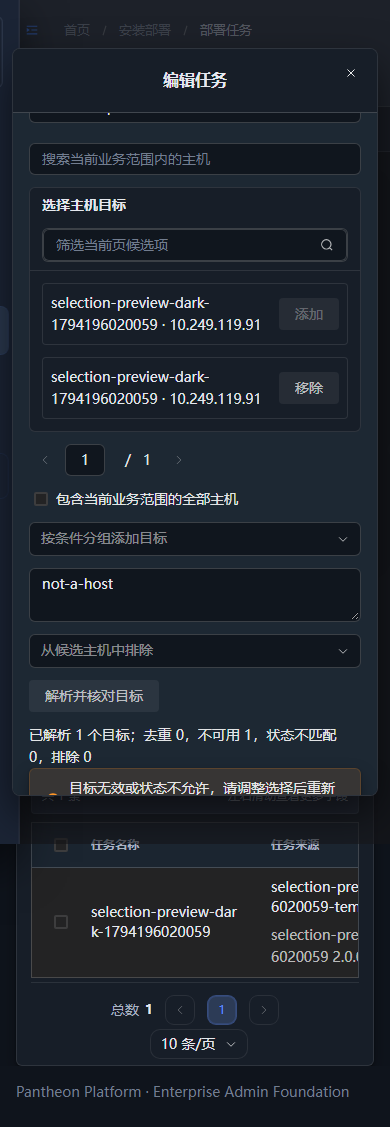 首页 / 安装部署 / 部署任务
编辑任务
搜索当前业务范围内的主机
选择主机目标
筛选当前页候选项
selection-preview-dark-
1794196020059 · 10.249.119.91
添加
selection-preview-dark-
1794196020059 · 10.249.119.91
移除
1 / 1
包含当前业务范围的全部主机
按条件分组添加目标
not-a-host
从候选主机中排除
解析并核对目标
已解析 1 个目标；去重 0，不可用 1，状态不匹配
0，排除 0
目标无效或状态不允许，请调整选择后重新
任务名称 任务来源
selection-preview-dar
k-1794196020059
selection-pre
6020059-tem
selection-pre
6020059 2.0.
总数 1
1
10 条/页
Pantheon Platform · Enterprise Admin Foundation